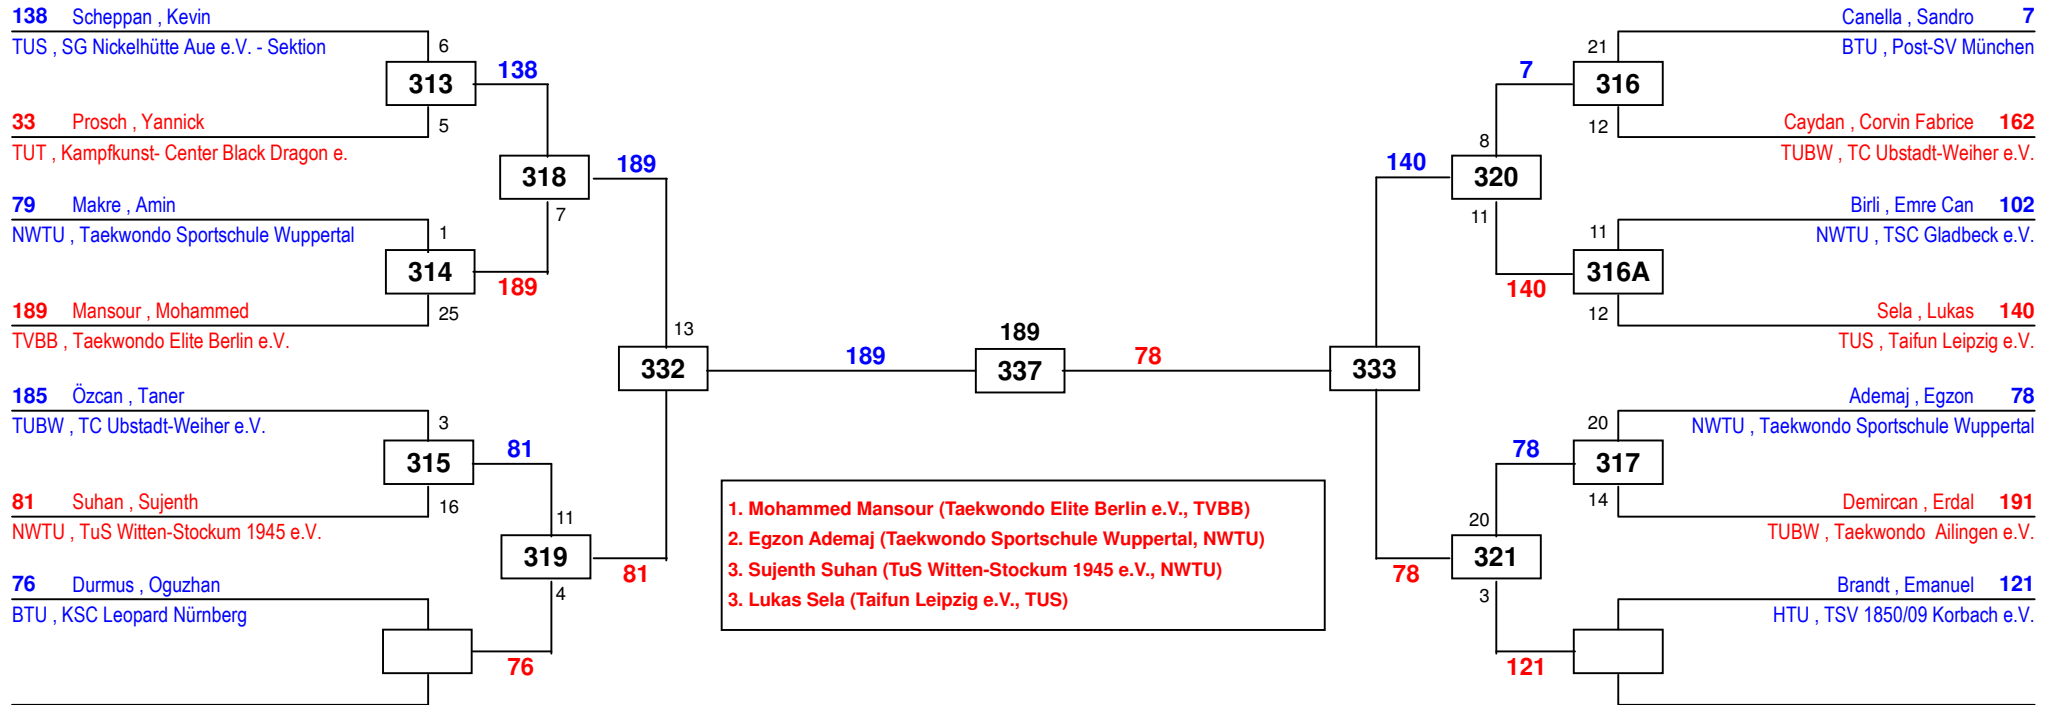 138 Scheppan , Kevin
TUS , SG Nickelhütte Aue e.V. - Sektion
6
313
138
33 Prosch , Yannick
5
TUT , Kampfkunst- Center Black Dragon e.
318
189
7
79 Makre , Amin
NWTU , Taekwondo Sportschule Wuppertal
1
314
189
189 Mansour , Mohammed
25
TVBB , Taekwondo Elite Berlin e.V.
13
332
189
185 Özcan , Taner
TUBW , TC Ubstadt-Weiher e.V.
3
315
81
81 Suhan , Sujenth
16
NWTU , TuS Witten-Stockum 1945 e.V.
11
319
81
4
76 Durmus , Oguzhan
BTU , KSC Leopard Nürnberg
76
189
337
78
1. Mohammed Mansour (Taekwondo Elite Berlin e.V., TVBB)
2. Egzon Ademaj (Taekwondo Sportschule Wuppertal, NWTU)
3. Sujenth Suhan (TuS Witten-Stockum 1945 e.V., NWTU)
3. Lukas Sela (Taifun Leipzig e.V., TUS)
Canella , Sandro 7
BTU , Post-SV München
21
7
316
12
Caydan , Corvin Fabrice 162
TUBW , TC Ubstadt-Weiher e.V.
8
140
320
11
Birli , Emre Can 102
NWTU , TSC Gladbeck e.V.
11
316A
140
12
Sela , Lukas 140
TUS , Taifun Leipzig e.V.
333
Ademaj , Egzon 78
NWTU , Taekwondo Sportschule Wuppertal
20
78
317
14
Demircan , Erdal 191
TUBW , Taekwondo Ailingen e.V.
20
321
78
3
Brandt , Emanuel 121
HTU , TSV 1850/09 Korbach e.V.
121